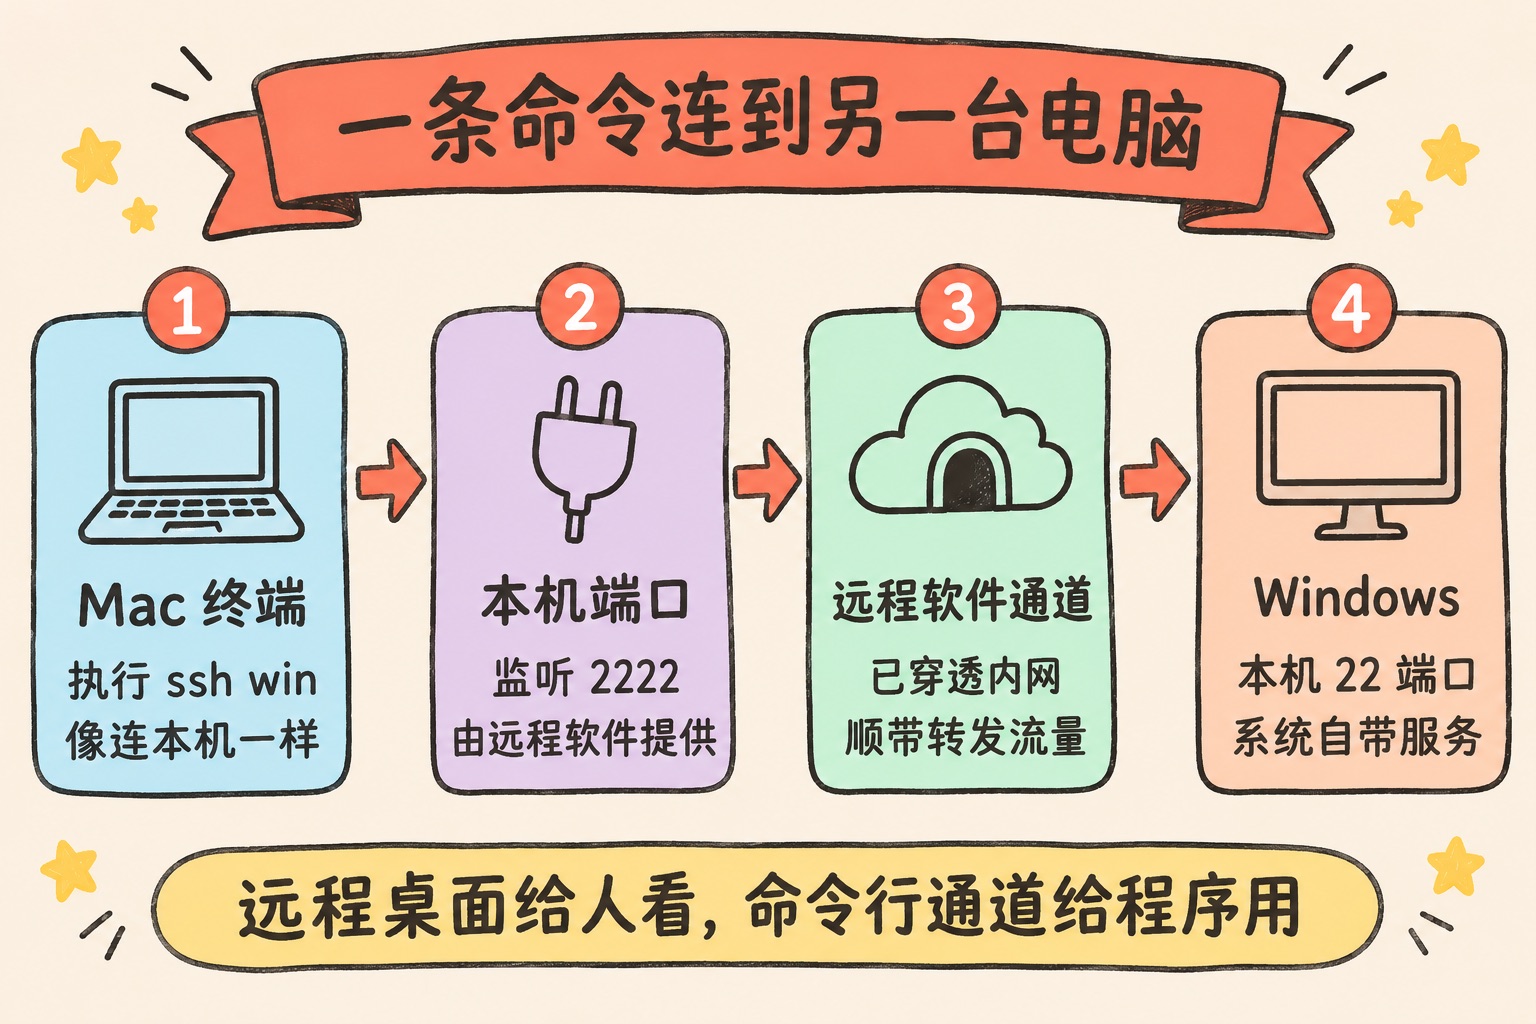 一条命令连到另一台电脑
1
Mac 终端
执行 ssh win
像连本机一样
2
本机端口
监听 2222
由远程软件提供
3
远程软件通道
已穿透内网
顺带转发流量
4
Windows
本机 22 端口
系统自带服务
远程桌面给人看，命令行通道给程序用